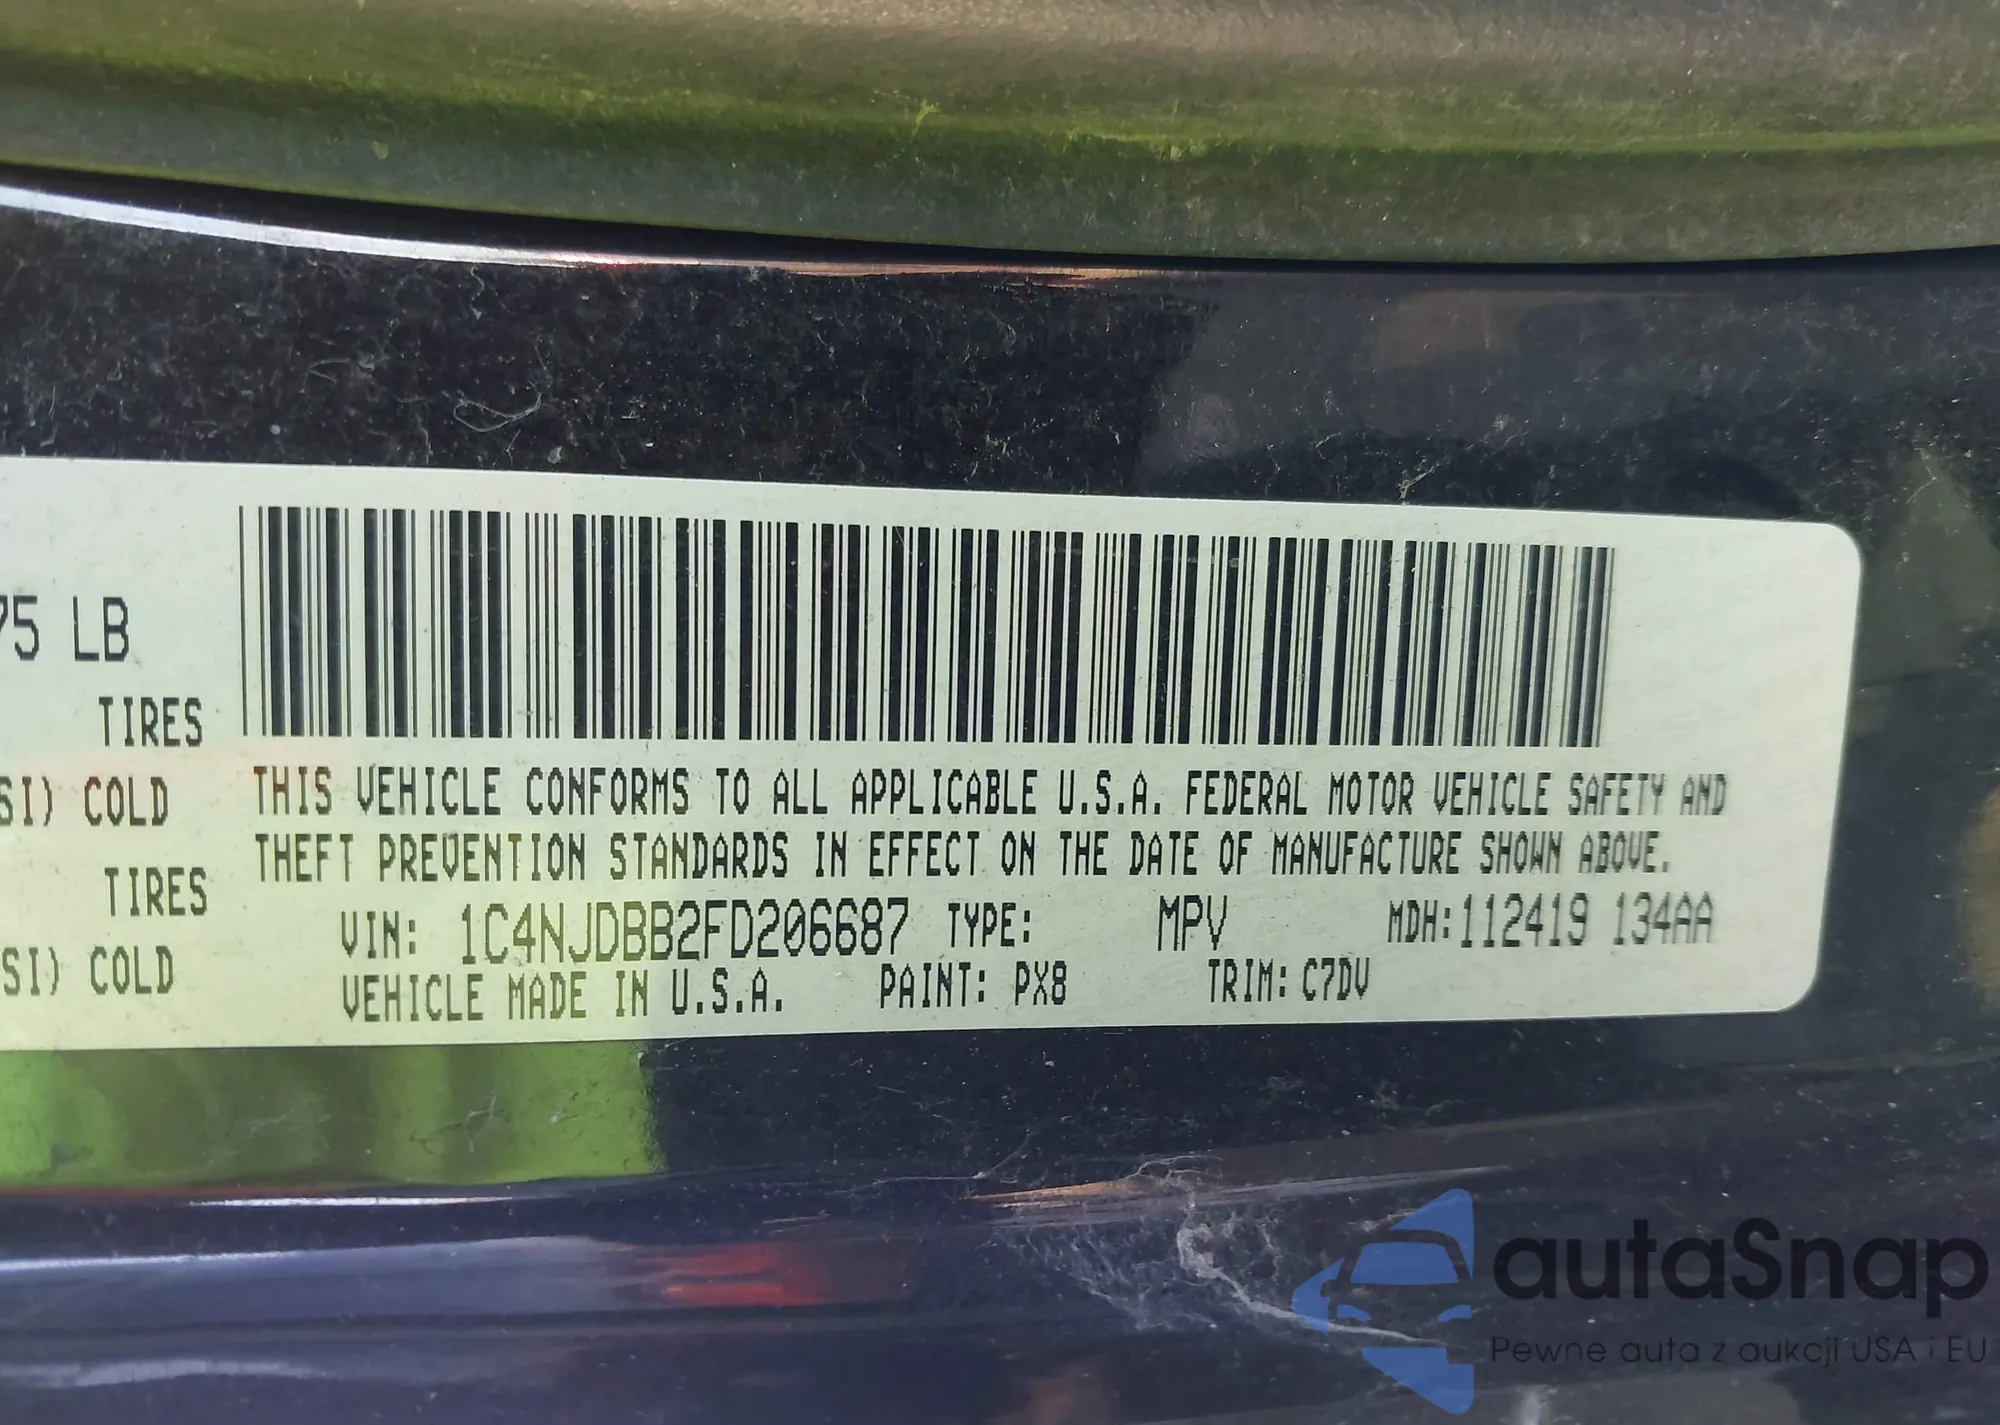 75 LB
TIRES
SI) COLD
TIRES
SI) COLD
THIS VEHICLE CONFORMS TO ALL APPLICABLE U.S.A. FEDERAL MOTOR VEHICLE SAFETY AND
THEFT PREVENTION STANDARDS IN EFFECT ON THE DATE OF MANUFACTURE SHOWN ABOVE.
VIN: 1C4NJDBB2FD206687 TYPE: MPV MDH:112419 134AA
VEHICLE MADE IN U.S.A. PAINT: PX8 TRIM: C7DV
autaSnap
Pewne auta z aukcji USA i EU